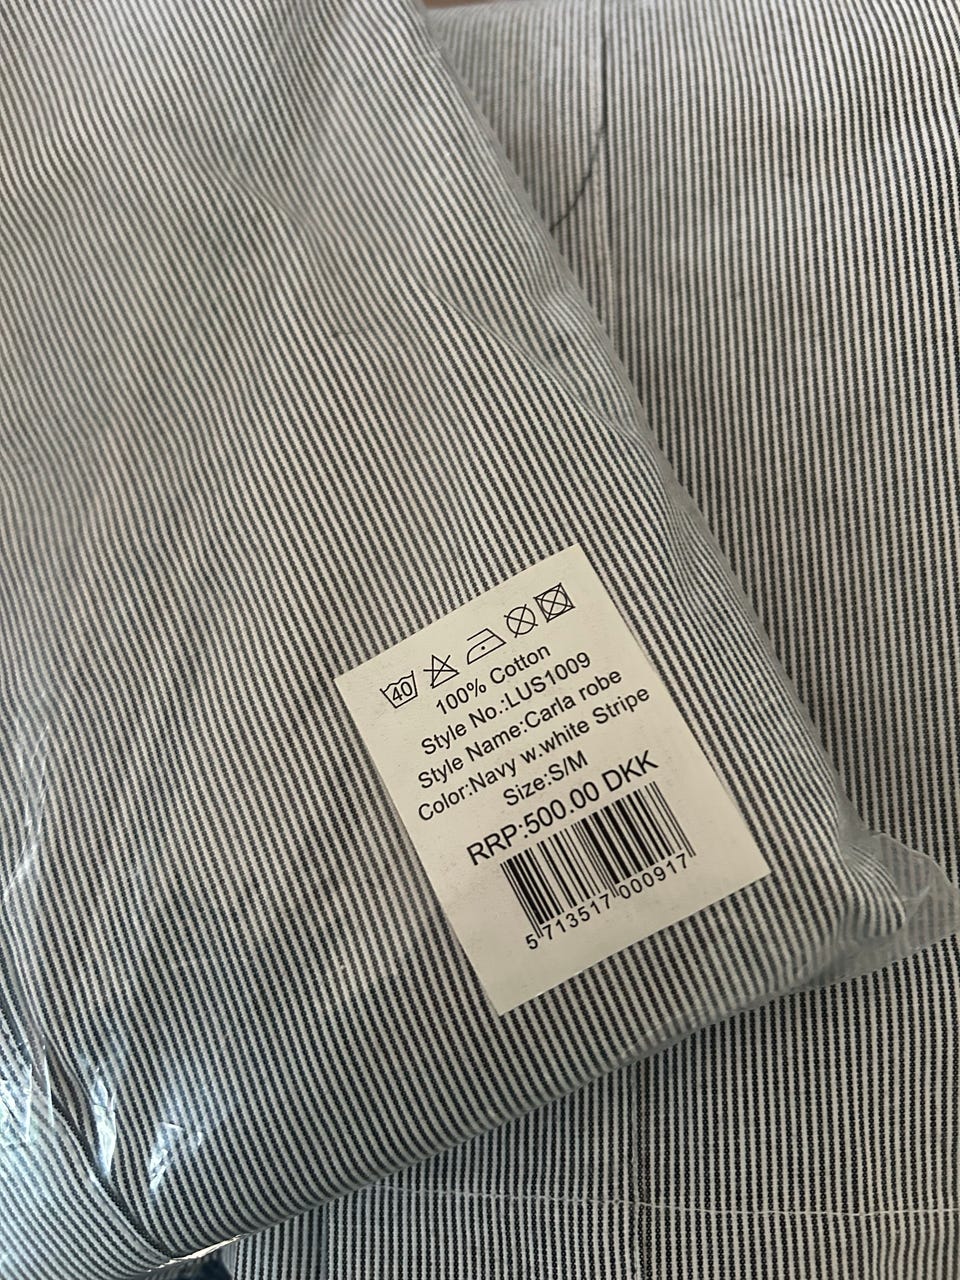 40
100% Cotton
Style No.:LUS1009
Style Name:Carla robe
Color:Navy w.white Stripe
Size:S/M
RRP:500.00 DKK
5 713517 000917